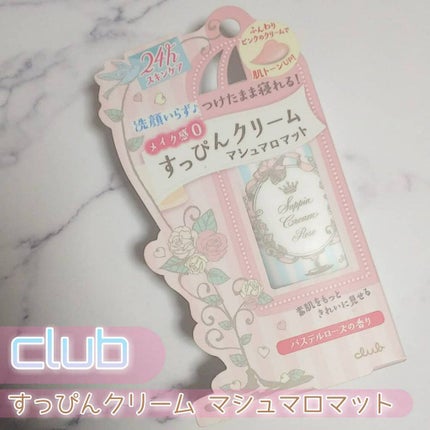 24h
スキンケア
ふんわり
ピンクのクリームで
肌トーンUP!
洗顔いらず♪
つけたまま寝れる!
メイク感0
すっぴんクリーム
マシュマロマット
Suppin
Cream
Rose
素肌をもっと
きれいに見せる
パステルローズの香り
club
club
すっぴんクリーム マシュマロマット